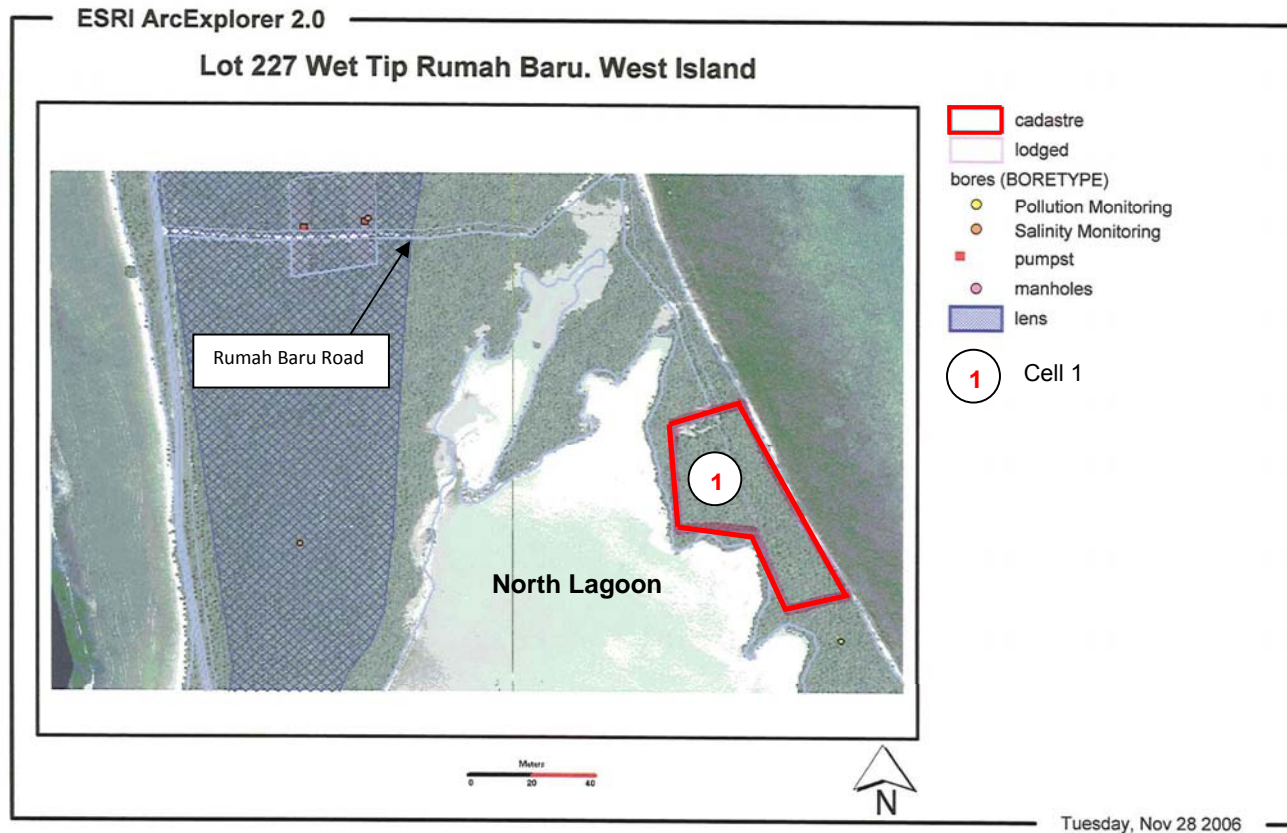 ESRI ArcExplorer 2.0
Lot 227 Wet Tip Rumah Baru. West Island
cadastre
lodged
bores (BORETYPE)
Pollution Monitoring
Salinity Monitoring
pumpst
manholes
lens
1 Cell 1
Rumah Baru Road
1
North Lagoon
Meters
0 20 40
N
Tuesday, Nov 28 2006